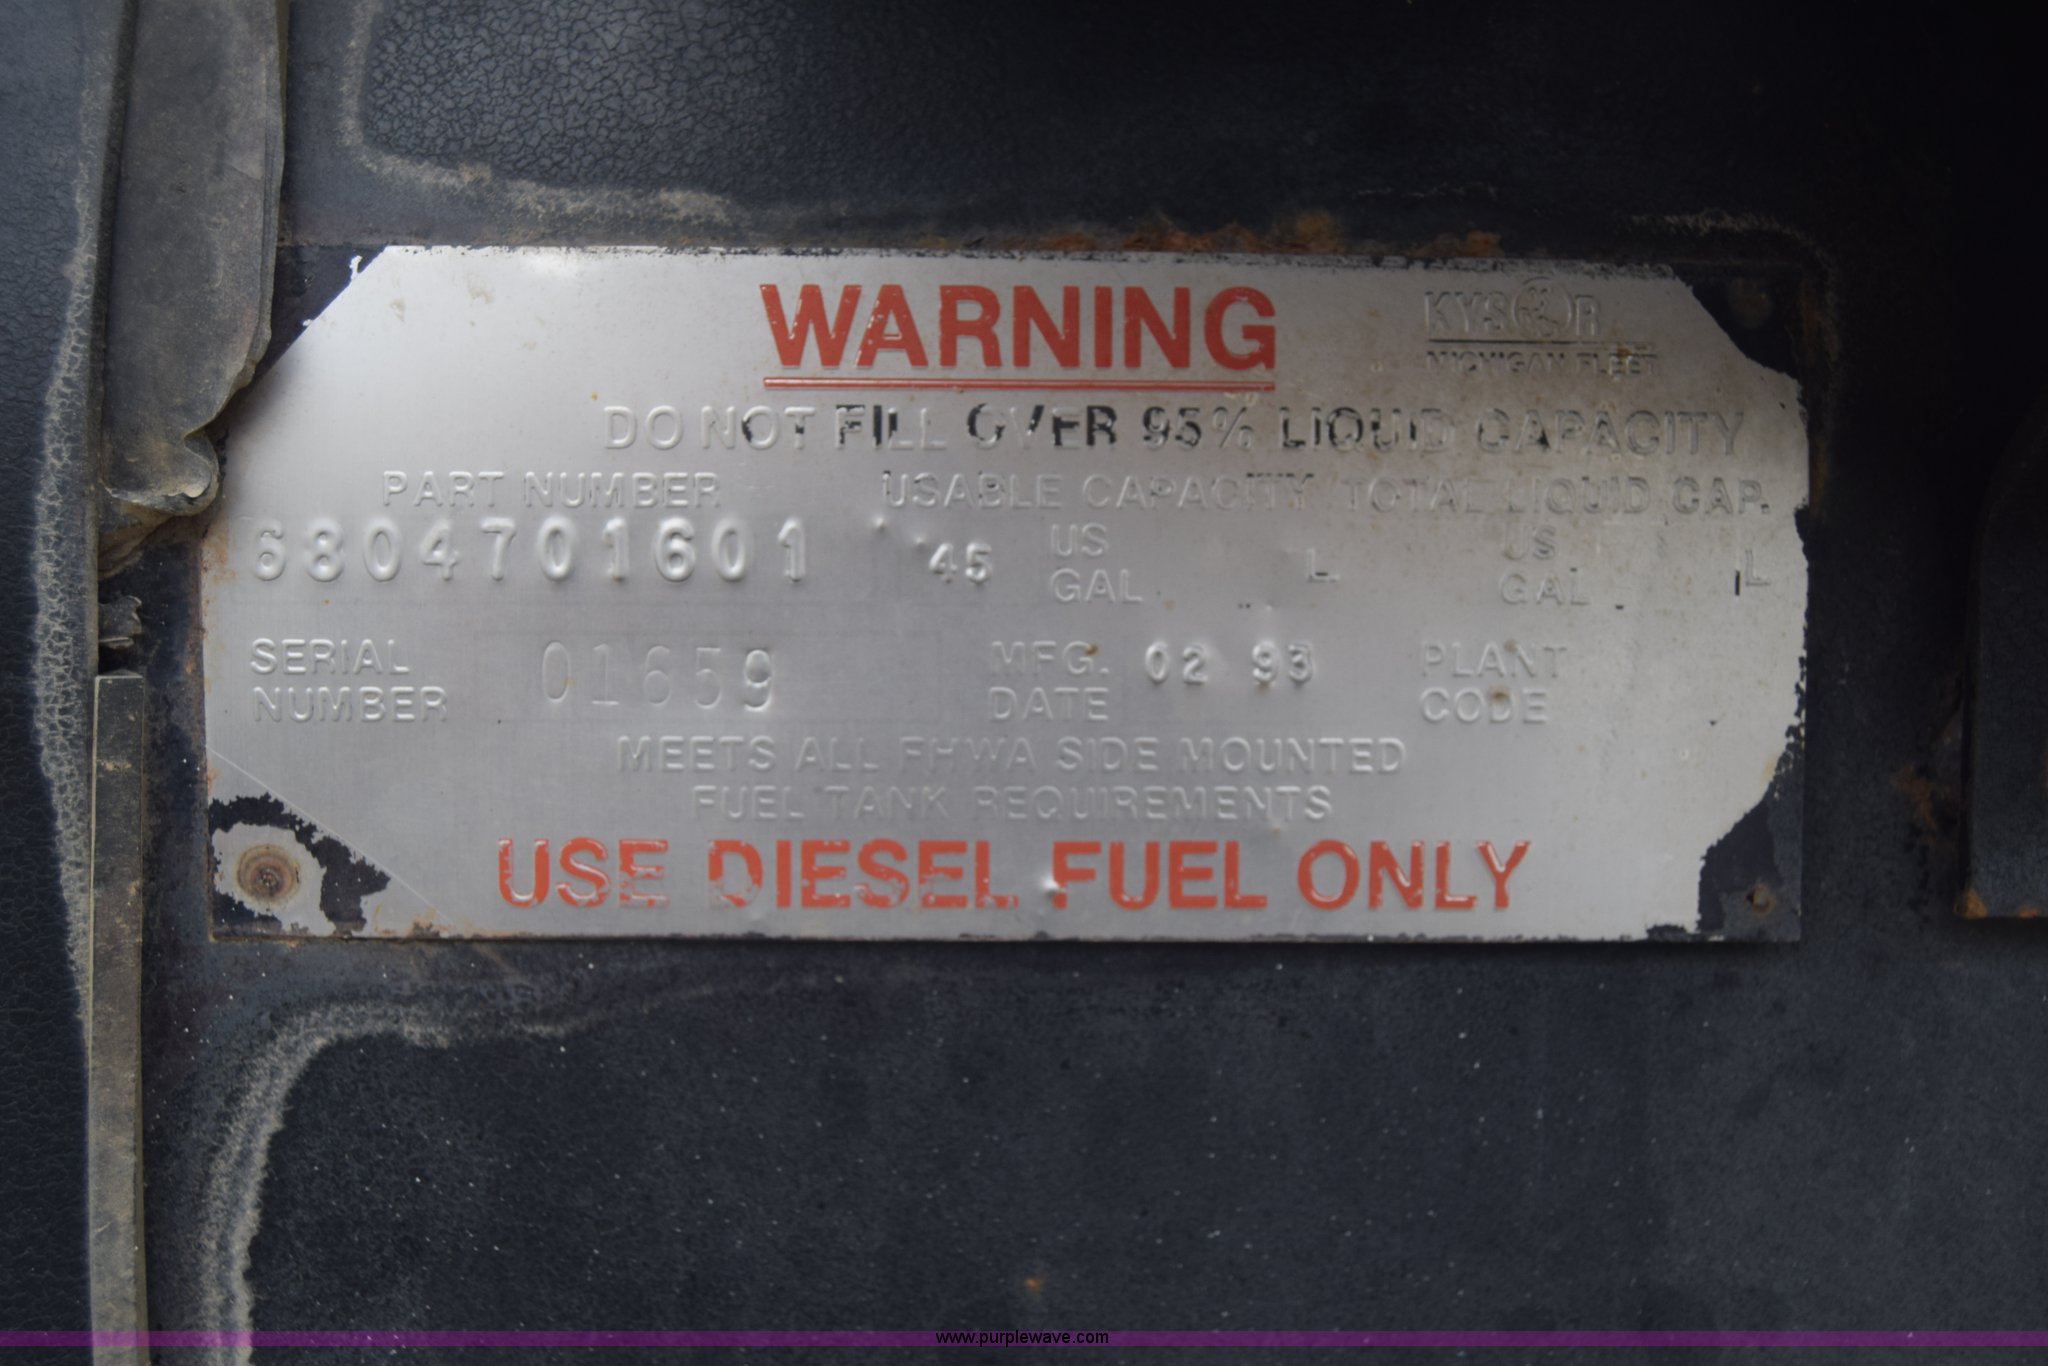 WARNING
KYSOR
MICHIGAN FLEET
DO NOT FILL OVER 95% LIQUID CAPACITY
PART NUMBER USABLE CAPACITY TOTAL LIQUID CAP.
6804701601 45 US GAL L US GAL L
SERIAL NUMBER 01659 MFG. DATE 02 93 PLANT CODE
MEETS ALL FHWA SIDE MOUNTED
FUEL TANK REQUIREMENTS
USE DIESEL FUEL ONLY
www.purplewave.com